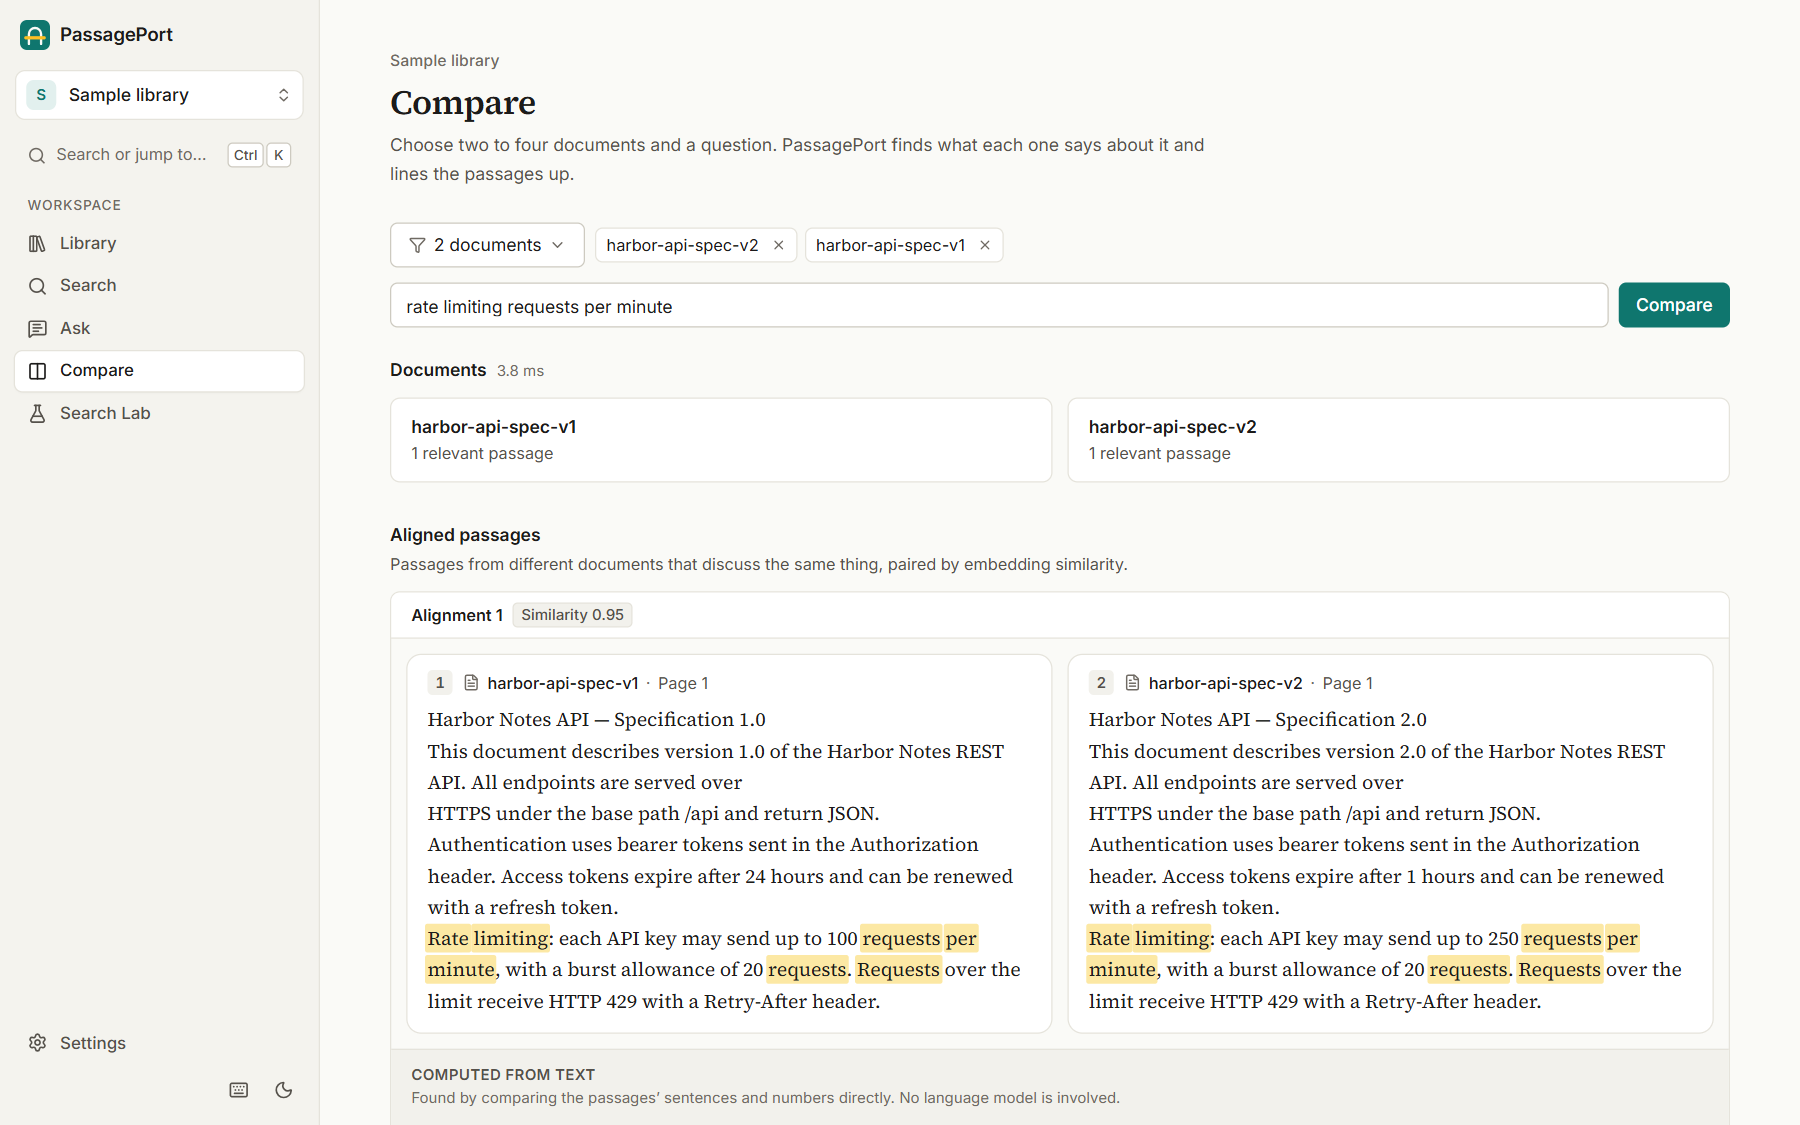 PassagePort
S Sample library
Search or jump to... Ctrl K
WORKSPACE
Library
Search
Ask
Compare
Search Lab
Settings
Sample library
Compare
Choose two to four documents and a question. PassagePort finds what each one says about it and
lines the passages up.
2 documents harbor-api-spec-v2 × harbor-api-spec-v1 ×
rate limiting requests per minute Compare
Documents 3.8 ms
harbor-api-spec-v1
1 relevant passage
harbor-api-spec-v2
1 relevant passage
Aligned passages
Passages from different documents that discuss the same thing, paired by embedding similarity.
Alignment 1 Similarity 0.95
1 harbor-api-spec-v1 · Page 1
Harbor Notes API — Specification 1.0
This document describes version 1.0 of the Harbor Notes REST
API. All endpoints are served over
HTTPS under the base path /api and return JSON.
Authentication uses bearer tokens sent in the Authorization
header. Access tokens expire after 24 hours and can be renewed
with a refresh token.
Rate limiting: each API key may send up to 100 requests per
minute, with a burst allowance of 20 requests. Requests over the
limit receive HTTP 429 with a Retry-After header.
2 harbor-api-spec-v2 · Page 1
Harbor Notes API — Specification 2.0
This document describes version 2.0 of the Harbor Notes REST
API. All endpoints are served over
HTTPS under the base path /api and return JSON.
Authentication uses bearer tokens sent in the Authorization
header. Access tokens expire after 1 hours and can be renewed
with a refresh token.
Rate limiting: each API key may send up to 250 requests per
minute, with a burst allowance of 20 requests. Requests over the
limit receive HTTP 429 with a Retry-After header.
COMPUTED FROM TEXT
Found by comparing the passages’ sentences and numbers directly. No language model is involved.